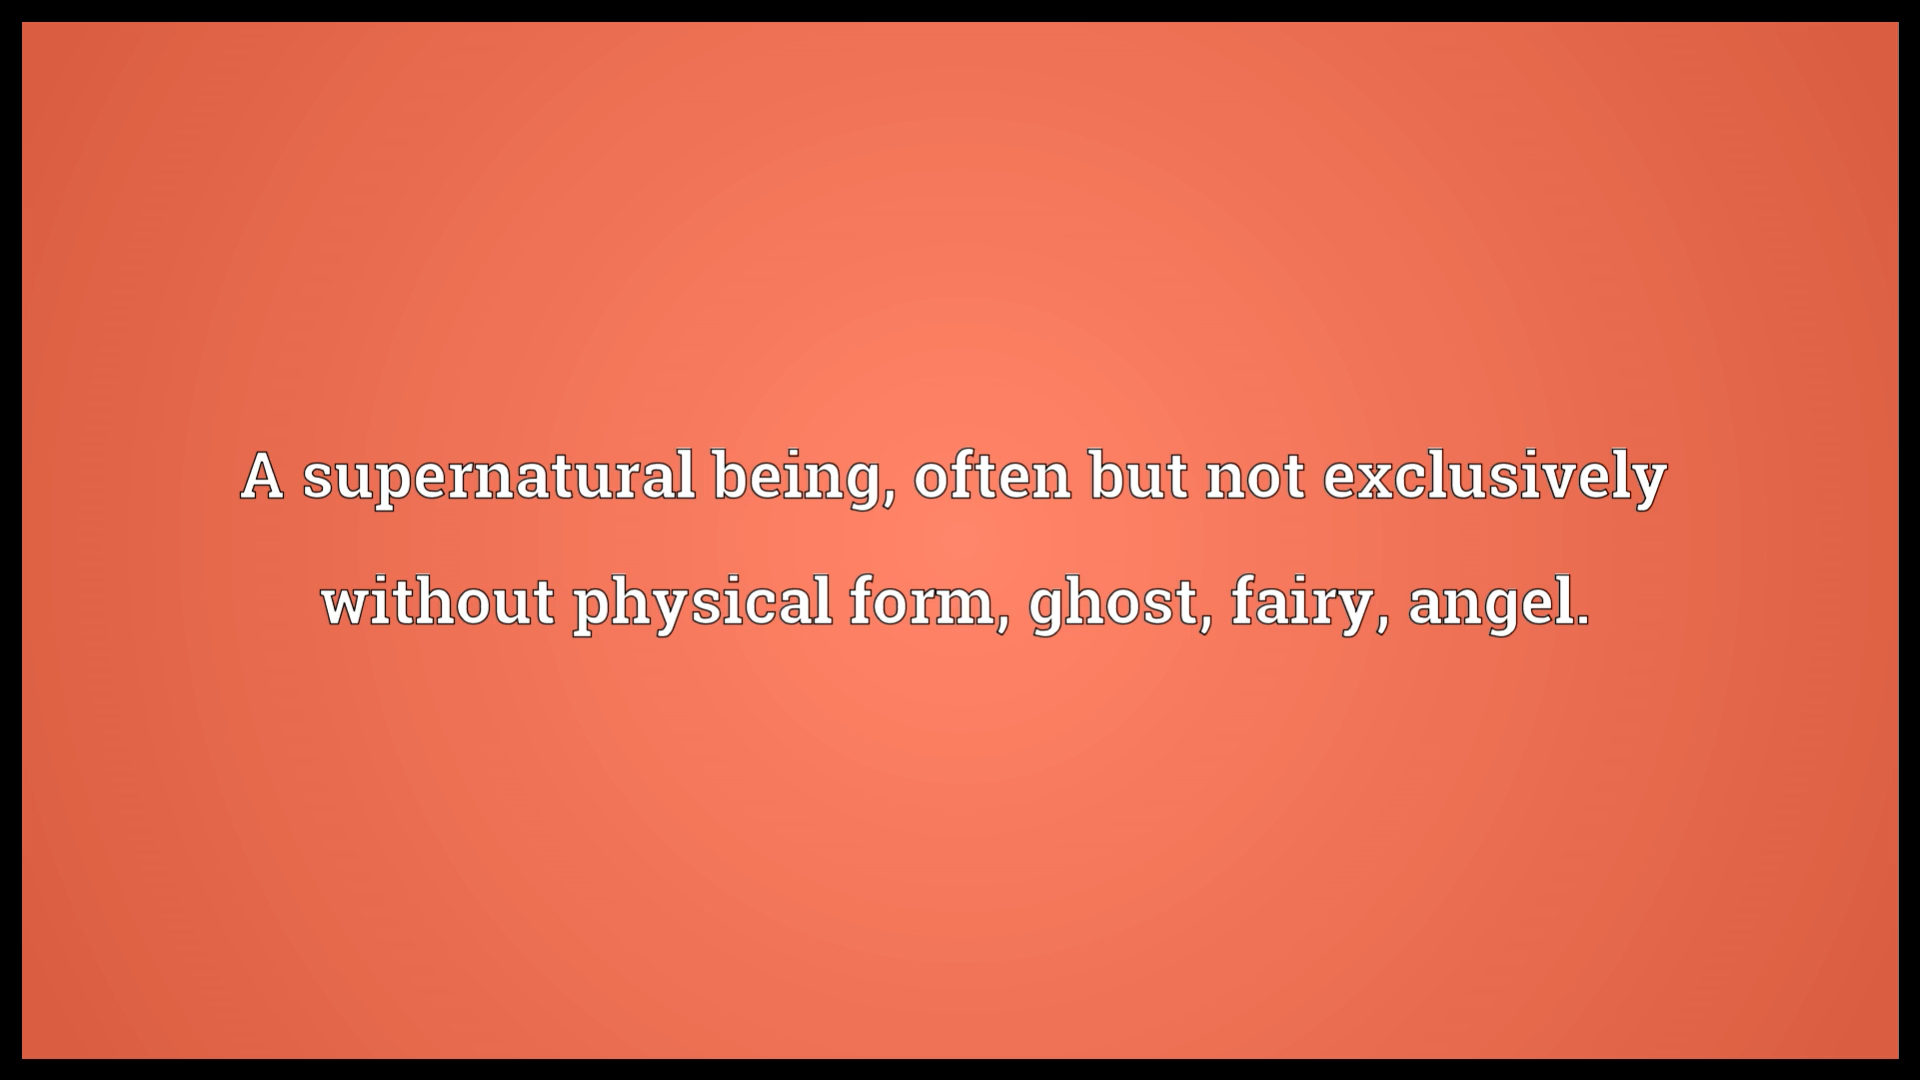 A supernatural being, often but not exclusively
without physical form, ghost, fairy, angel.